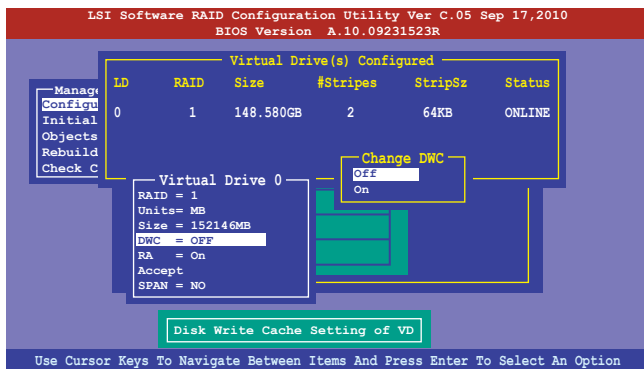 LSI Software RAID Configuration Utility Ver C.05 Sep 17,2010
BIOS Version A.10.09231523R
Virtual Drive(s) Configured
LD RAID Size #Stripes StripSz Status
0 1 148.580GB 2 64KB ONLINE
Manage
Configu
Initial
Objects
Rebuild
Check C
Change DWC
Off
On
Virtual Drive 0
RAID = 1
Units= MB
Size = 152146MB
DWC = OFF
RA = On
Accept
SPAN = NO
Disk Write Cache Setting of VD
Use Cursor Keys To Navigate Between Items And Press Enter To Select An Option